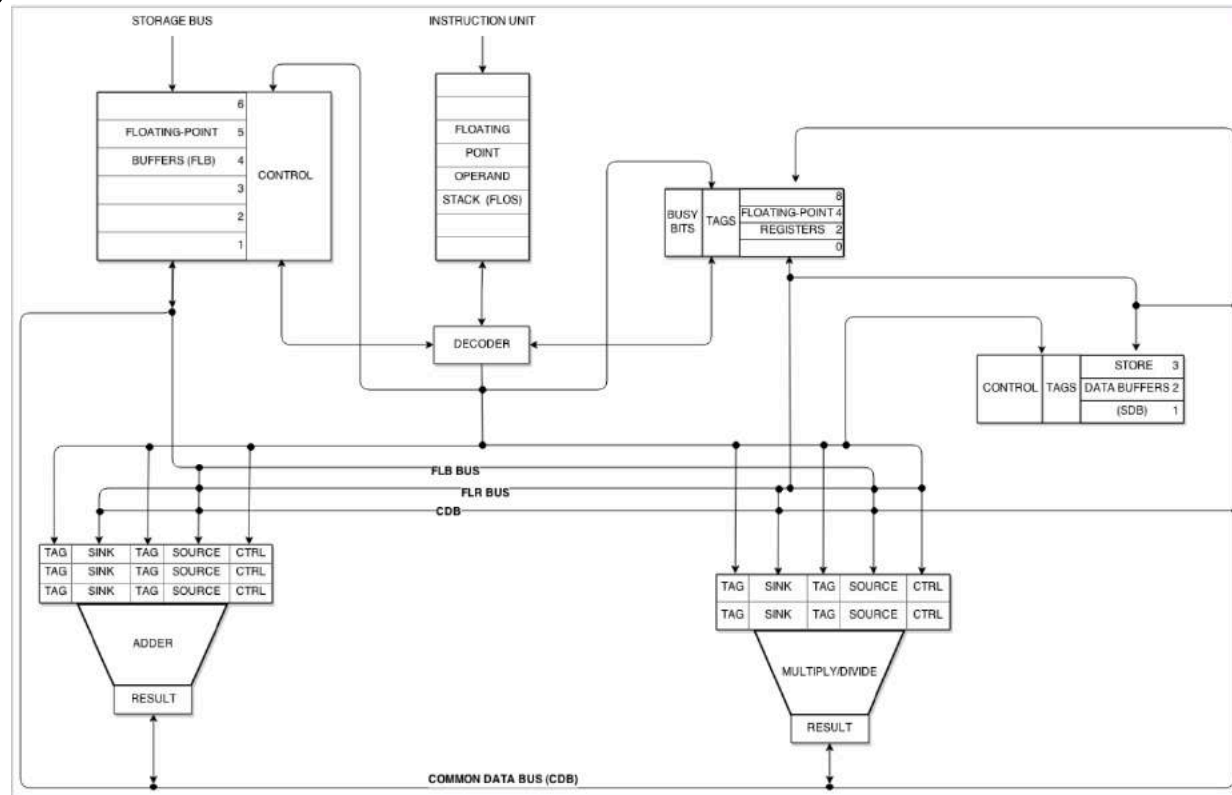 STORAGE BUS
INSTRUCTION UNIT
6
FLOATING-POINT 5
BUFFERS (FLB) 4
3
2
1
CONTROL
FLOATING
POINT
OPERAND
STACK (FLOS)
BUSY
BITS
TAGS
8
FLOATING-POINT 4
REGISTERS 2
0
DECODER
CONTROL
TAGS
STORE 3
DATA BUFFERS 2
(SDB) 1
FLB BUS
FLR BUS
CDB
TAG SINK TAG SOURCE CTRL
TAG SINK TAG SOURCE CTRL
TAG SINK TAG SOURCE CTRL
ADDER
RESULT
TAG SINK TAG SOURCE CTRL
TAG SINK TAG SOURCE CTRL
MULTIPLY/DIVIDE
RESULT
COMMON DATA BUS (CDB)